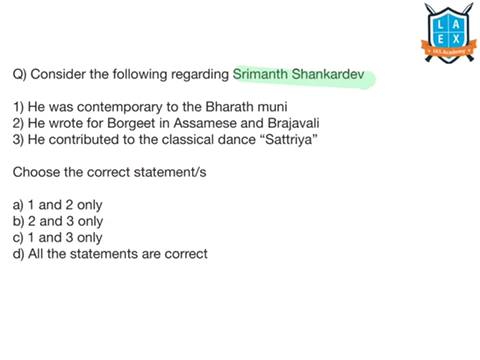 L A
E X
IAS Academy
Q) Consider the following regarding Srimanth Shankardev
1) He was contemporary to the Bharath muni
2) He wrote for Borgeet in Assamese and Brajavali
3) He contributed to the classical dance “Sattriya”
Choose the correct statement/s
a) 1 and 2 only
b) 2 and 3 only
c) 1 and 3 only
d) All the statements are correct